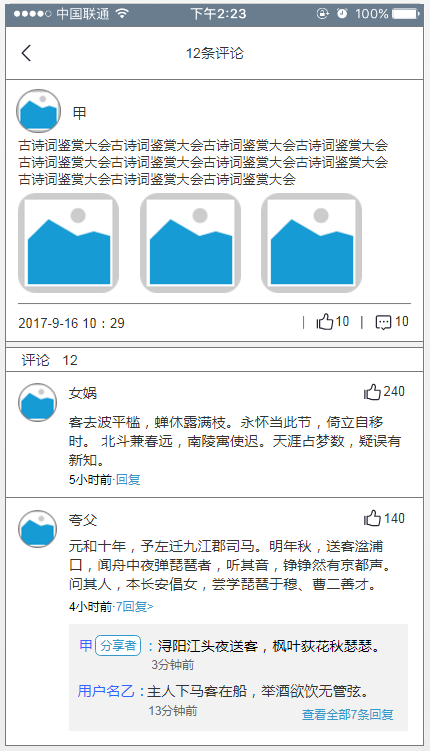 中国联通
下午2:23
100%
12条评论
甲
古诗词鉴赏大会古诗词鉴赏大会古诗词鉴赏大会古诗词鉴赏大会
古诗词鉴赏大会古诗词鉴赏大会古诗词鉴赏大会古诗词鉴赏大会
古诗词鉴赏大会古诗词鉴赏大会古诗词鉴赏大会
2017-9-16 10：29
| 10 | 10
评论 12
女娲
240
客去波平槛，蝉休露满枝。永怀当此节，倚立自移
时。 北斗兼春远，南陵寓使迟。天涯占梦数，疑误有
新知。
5小时前·回复
夸父
140
元和十年，予左迁九江郡司马。明年秋，送客湓浦
口，闻舟中夜弹琵琶者，听其音，铮铮然有京都声。
问其人，本长安倡女，尝学琵琶于穆、曹二善才。
4小时前·7回复>
甲 分享者：浔阳江头夜送客，枫叶荻花秋瑟瑟。
3分钟前
用户名乙：主人下马客在船，举酒欲饮无管弦。
13分钟前
查看全部7条回复